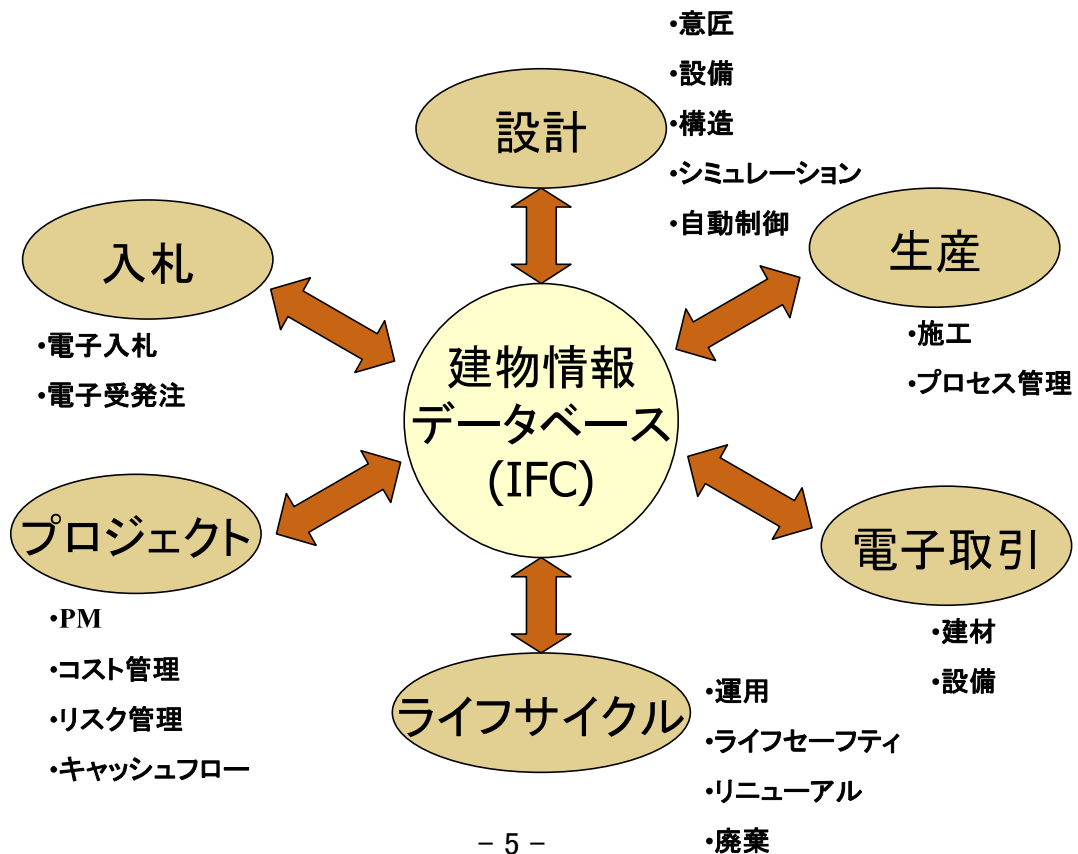 設計
・意匠
・設備
・構造
・シミュレーション
・自動制御
入札
・電子入札
・電子受発注
生産
・施工
・プロセス管理
建物情報
データベース
(IFC)
プロジェクト
・PM
・コスト管理
・リスク管理
・キャッシュフロー
電子取引
・建材
・設備
ライフサイクル
・運用
・ライフセーフティ
・リニューアル
・廃棄
- 5 -